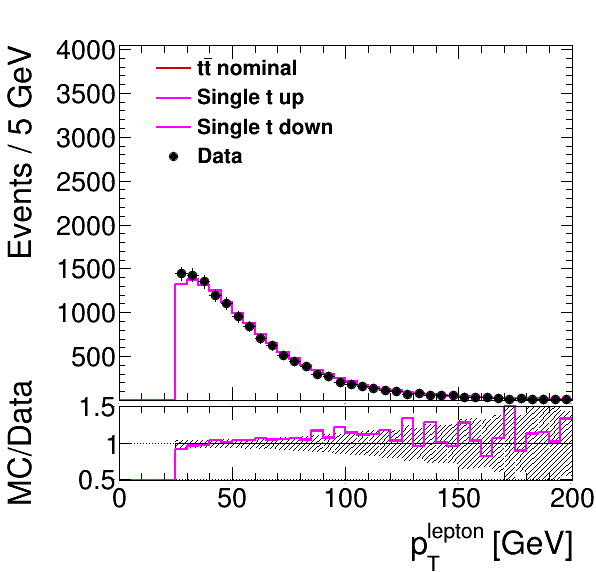 Events / 5 GeV
4000
3500
3000
2500
2000
1500
1000
500
tt̄ nominal
Single t up
Single t down
Data
MC/Data
1.5
1
0.5
0 50 100 150 200
p_T^lepton [GeV]